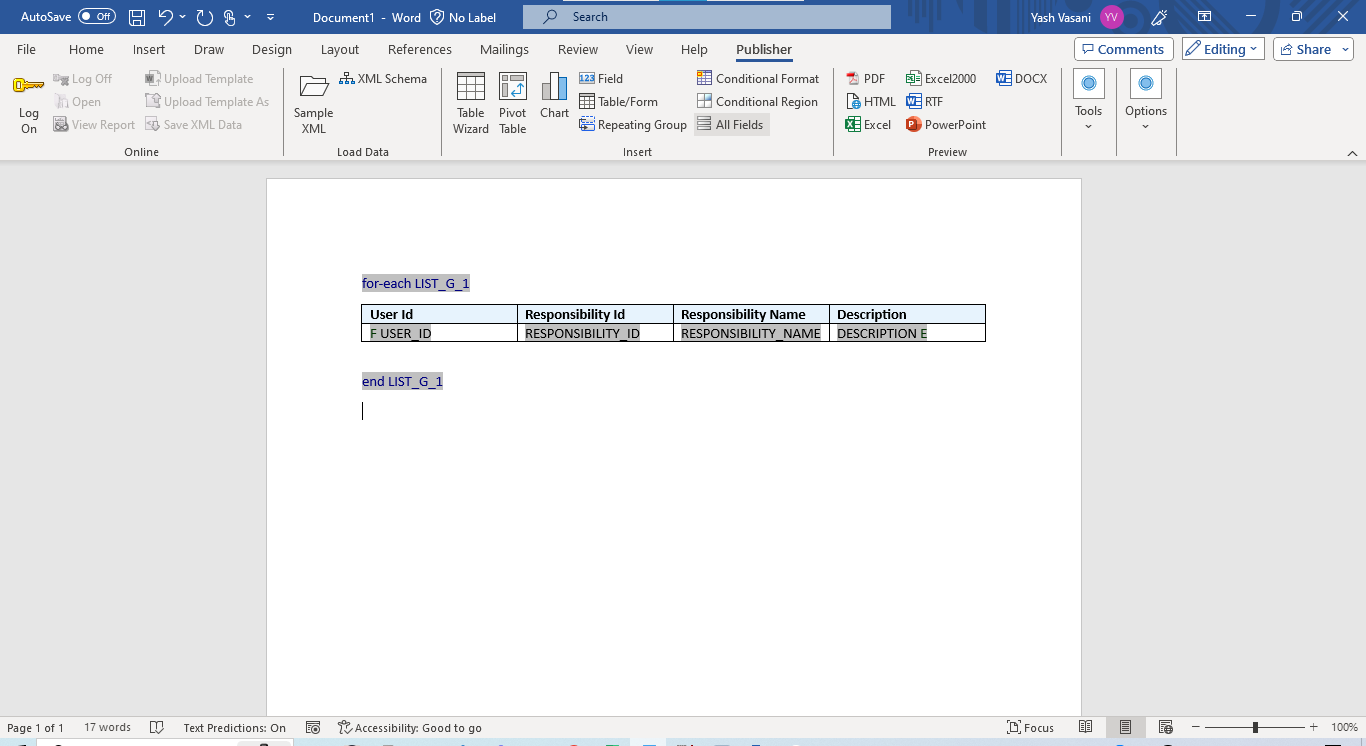 AutoSave Off Document1 - Word No Label Search Yash Vasani YV
File Home Insert Draw Design Layout References Mailings Review View Help Publisher Comments Editing Share
Log On
Log Off
Open
View Report
Upload Template
Upload Template As
Save XML Data
Online
Sample XML
XML Schema
Load Data
Table Wizard
Pivot Table
Chart
123 Field
Table/Form
Repeating Group
Conditional Format
Conditional Region
All Fields
Insert
PDF
HTML
Excel
Excel2000
RTF
PowerPoint
DOCX
Preview
Tools
Options
for-each LIST_G_1
User Id Responsibility Id Responsibility Name Description
F USER_ID RESPONSIBILITY_ID RESPONSIBILITY_NAME DESCRIPTION E
end LIST_G_1
Page 1 of 1 17 words Text Predictions: On Accessibility: Good to go Focus 100%